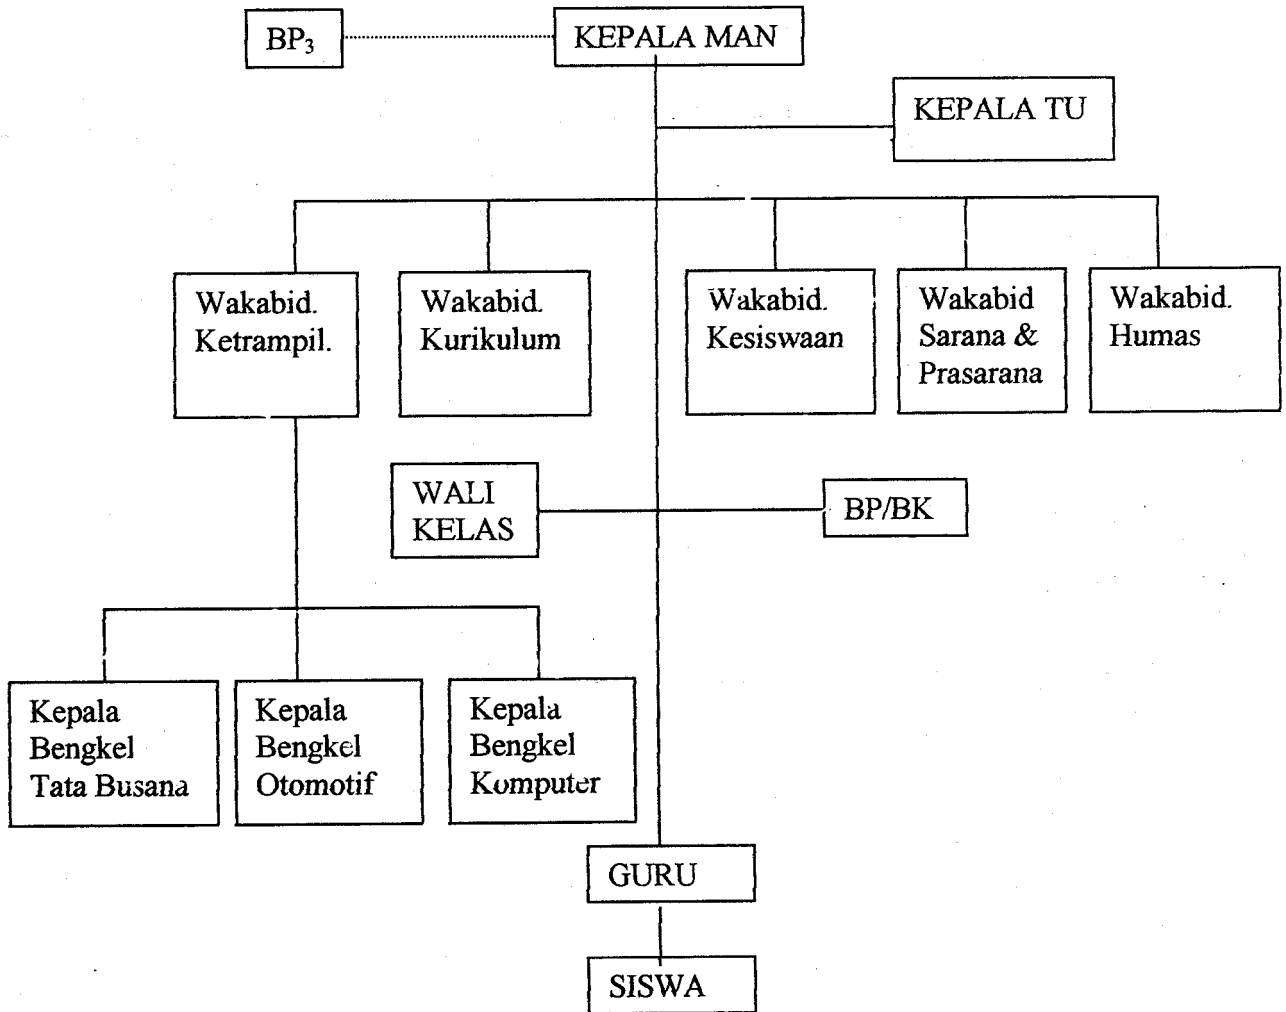 BP₃
KEPALA MAN
KEPALA TU
Wakabid.
Ketrampil.
Wakabid.
Kurikulum
Wakabid.
Kesiswaan
Wakabid
Sarana &
Prasarana
Wakabid.
Humas
WALI
KELAS
BP/BK
Kepala
Bengkel
Tata Busana
Kepala
Bengkel
Otomotif
Kepala
Bengkel
Komputer
GURU
SISWA